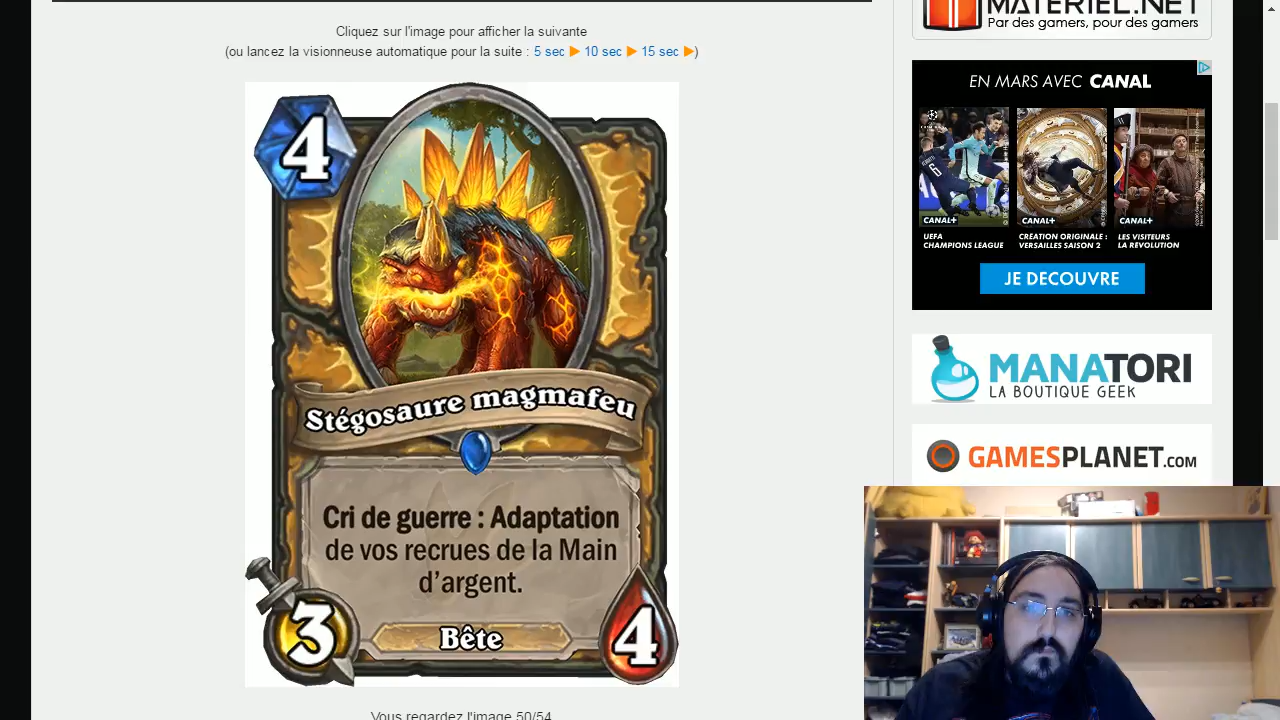 Cliquez sur l'image pour afficher la suivante
(ou lancez la visionneuse automatique pour la suite : 5 sec ▶ 10 sec ▶ 15 sec ▶)
4
Stégosaure magmafeu
Cri de guerre : Adaptation
de vos recrues de la Main
d'argent.
3
Bête
4
Vous regardez l'image 50/54
MATERIEL.NET
Par des gamers, pour des gamers
EN MARS AVEC CANAL
CANAL+
CANAL+
CANAL+
UEFA
CHAMPIONS LEAGUE
CREATION ORIGINALE :
VERSAILLES SAISON 2
LES VISITEURS
LA REVOLUTION
JE DECOUVRE
MANATORI
LA BOUTIQUE GEEK
GAMESPLANET.COM